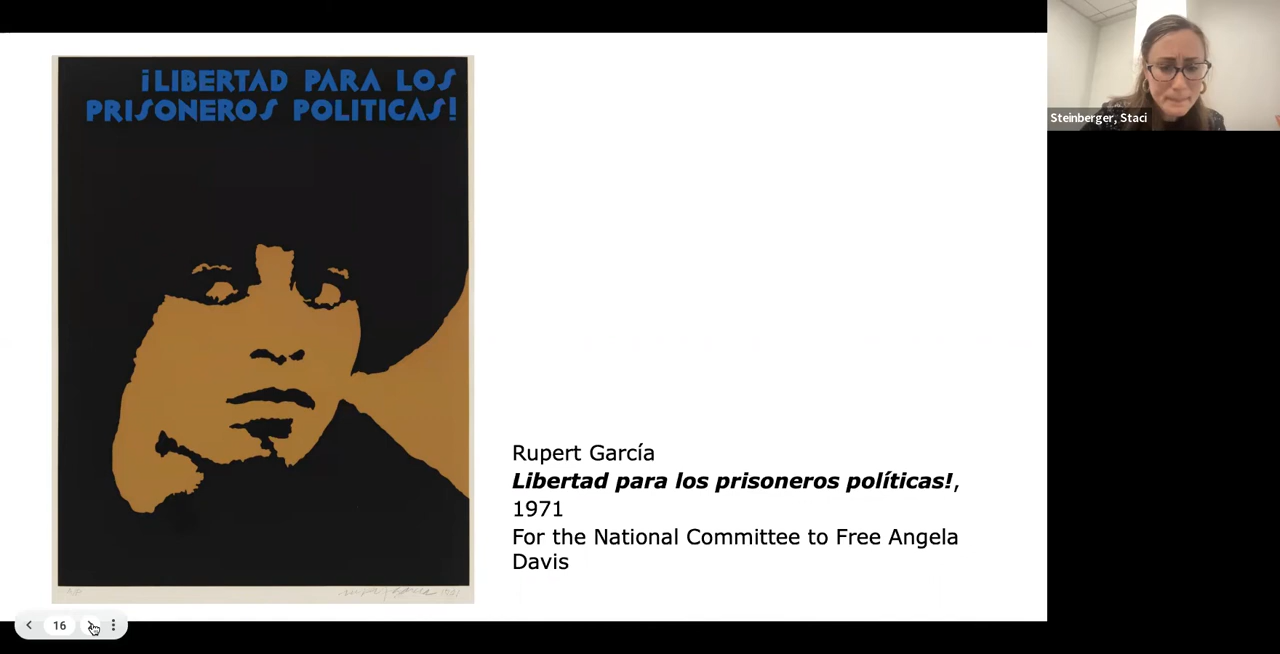 ¡LIBERTAD PARA LOS
PRISONEROS POLITICAS!
Rupert García
Libertad para los prisoneros políticas!,
1971
For the National Committee to Free Angela
Davis
Steinberger, Staci
16